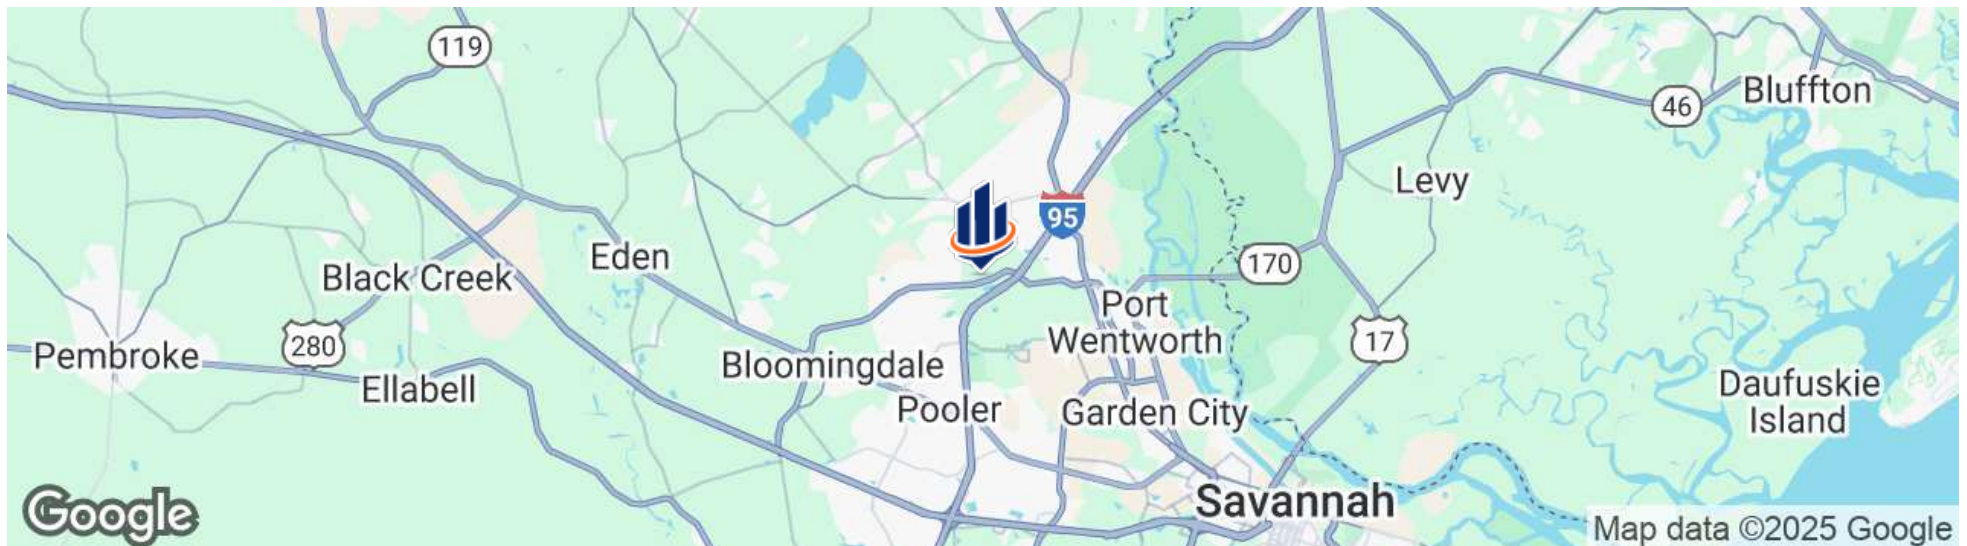 119
Bluffton
46
Levy
95
Eden
170
Black Creek
Port
Wentworth
17
280
Pembroke
Bloomingdale
Ellabell
Daufuskie
Island
Pooler
Garden City
Savannah
Google
Map data ©2025 Google